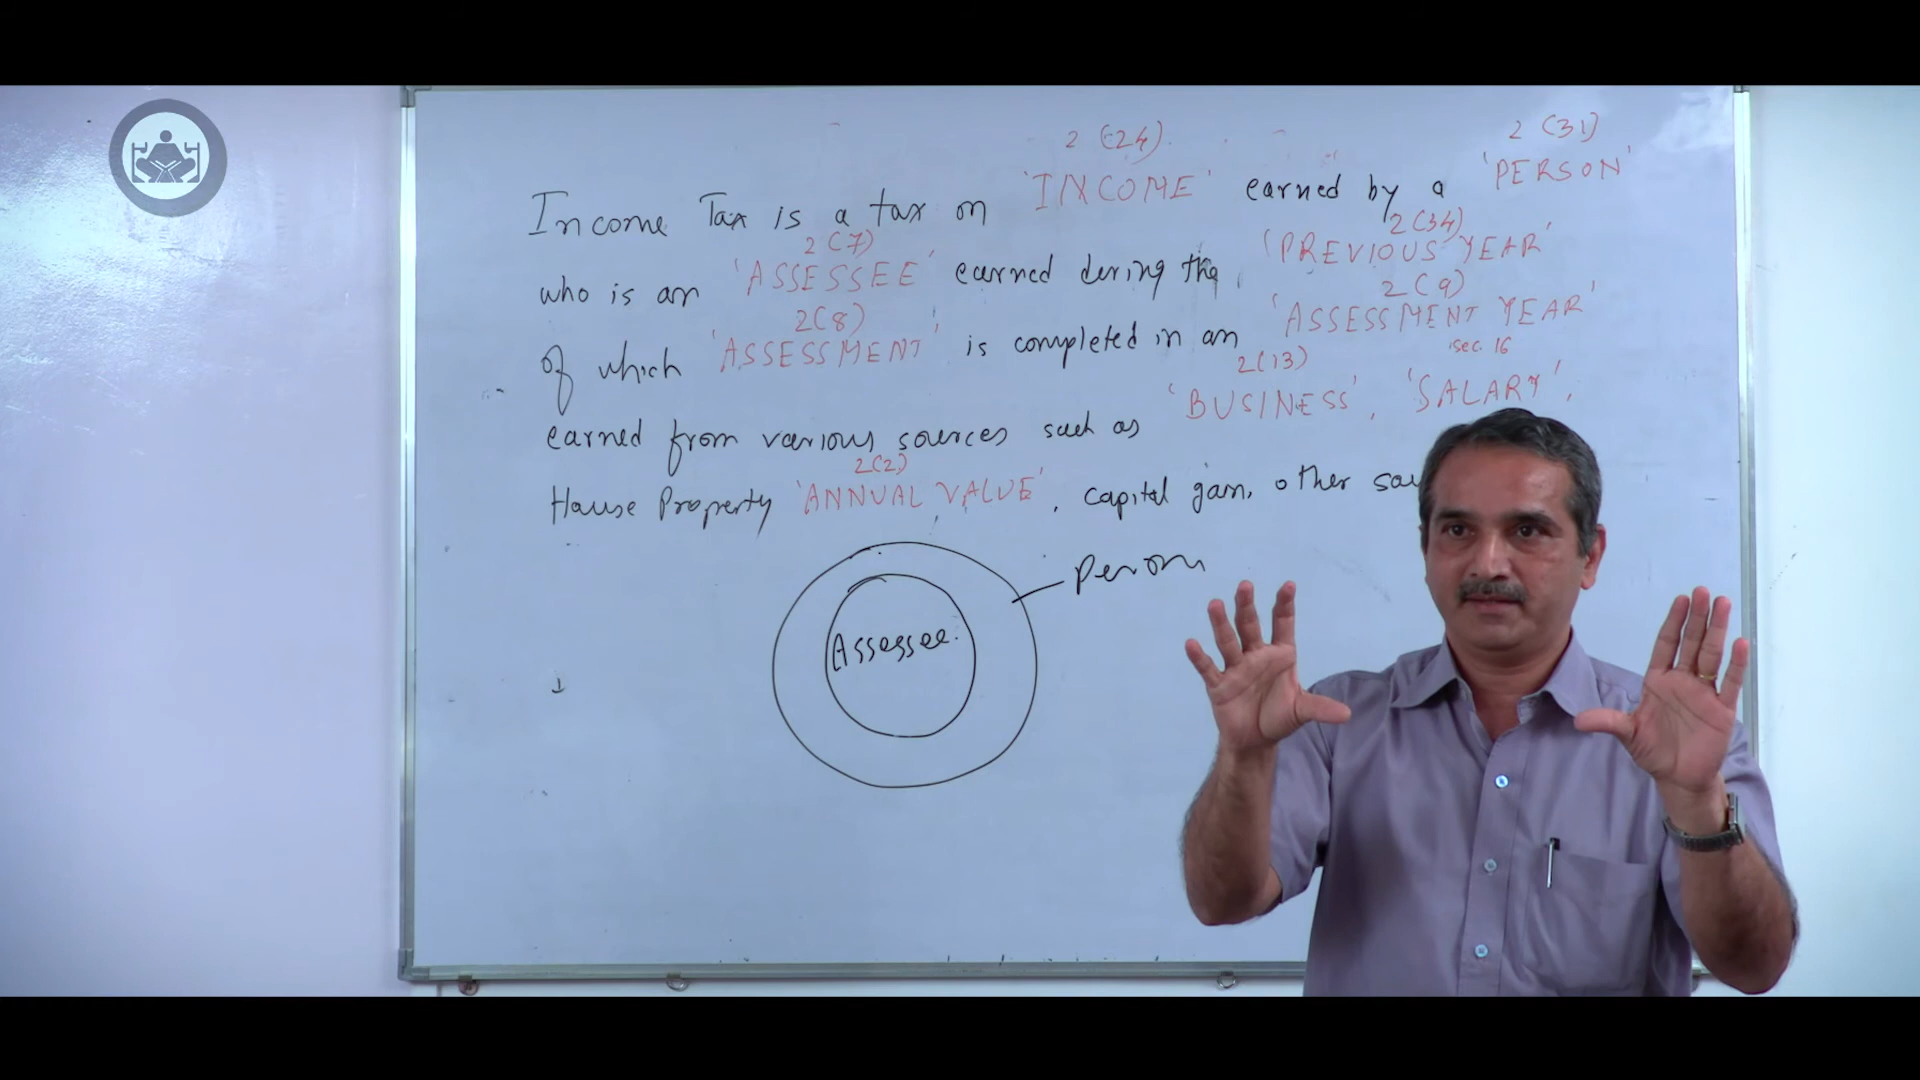 2 (24) 2 (31)
Income Tax is a tax on 'INCOME' earned by a 'PERSON'
2 (7) 2 (34)
who is an 'ASSESSEE' earned during the 'PREVIOUS YEAR'
2 (8) 2 (9)
of which 'ASSESSMENT' is completed in an 'ASSESSMENT YEAR'
2 (13) sec. 16
earned from various sources such as 'BUSINESS', 'SALARY',
2 (2)
House Property 'ANNUAL VALUE', capital gain, other sou
person
Assessee.